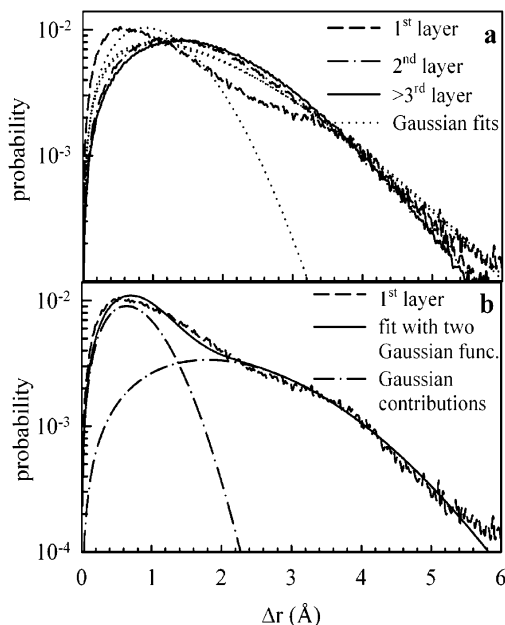 a
1st layer
2nd layer
>3rd layer
Gaussian fits
10-2
10-3
probability
b
1st layer
fit with two
Gaussian func.
Gaussian
contributions
10-2
10-3
10-4
probability
0 1 2 3 4 5 6
Δr (Å)